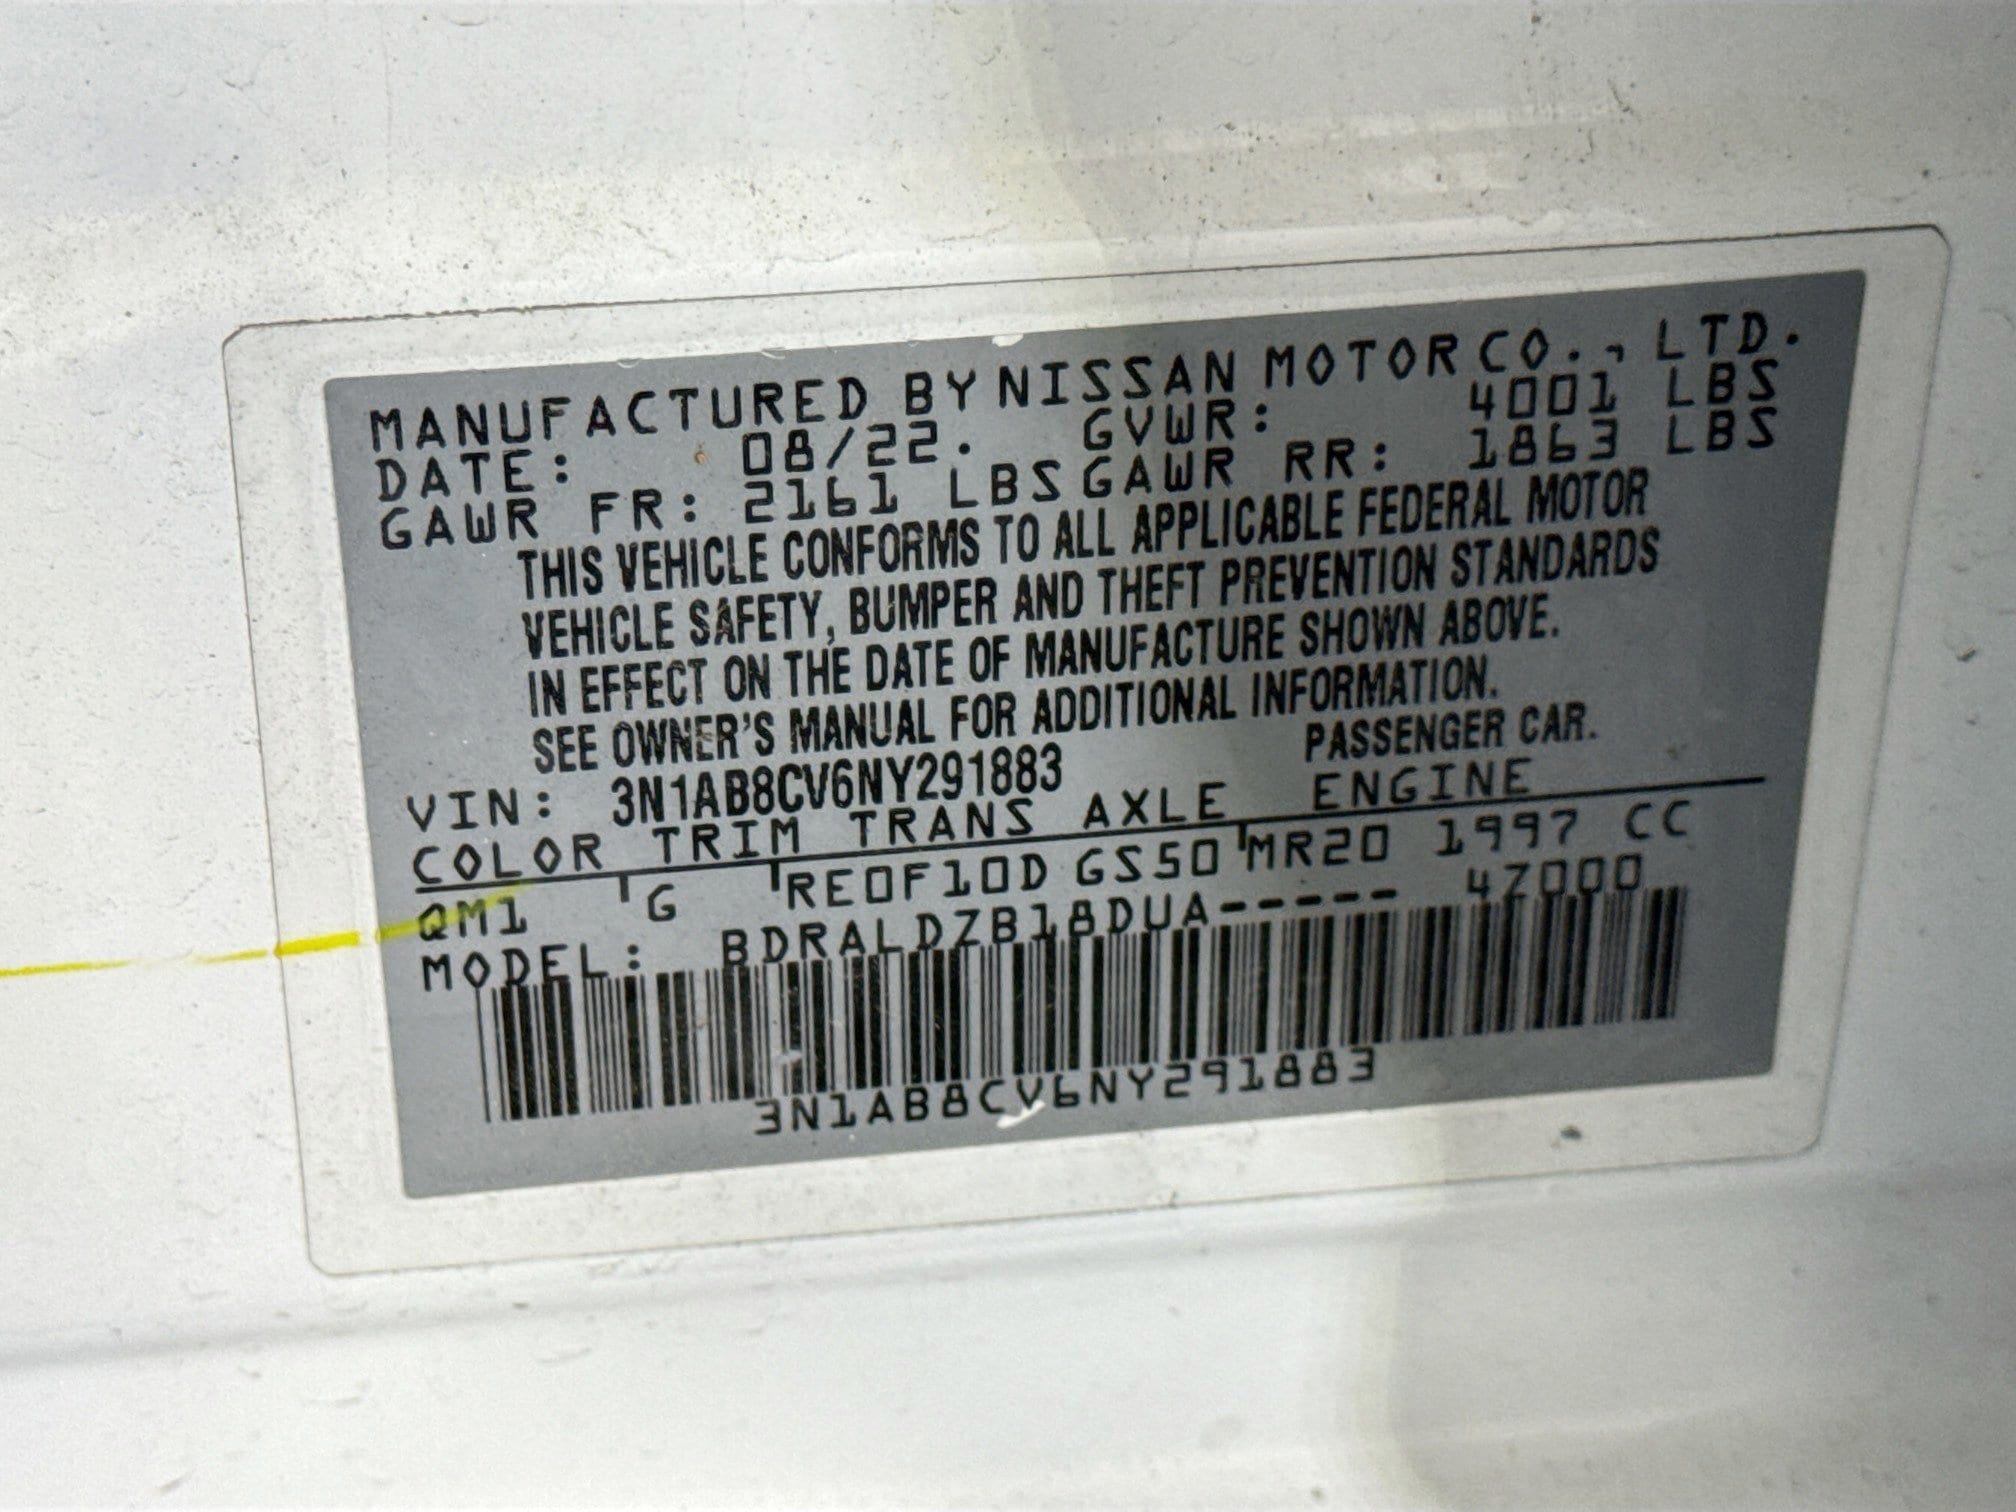 MANUFACTURED BY NISSAN MOTOR CO., LTD.
DATE: 08/22. GVWR: 4001 LBS
GAWR FR: 2161 LBS GAWR RR: 1863 LBS
THIS VEHICLE CONFORMS TO ALL APPLICABLE FEDERAL MOTOR
VEHICLE SAFETY, BUMPER AND THEFT PREVENTION STANDARDS
IN EFFECT ON THE DATE OF MANUFACTURE SHOWN ABOVE.
SEE OWNER'S MANUAL FOR ADDITIONAL INFORMATION.
VIN: 3N1AB8CV6NY291883 PASSENGER CAR.
COLOR TRIM TRANS AXLE ENGINE
QM1 G RE0F10D GS50 MR20 1997 CC
MODEL: BDRALDZB18DUA----- 47000
3N1AB8CV6NY291883